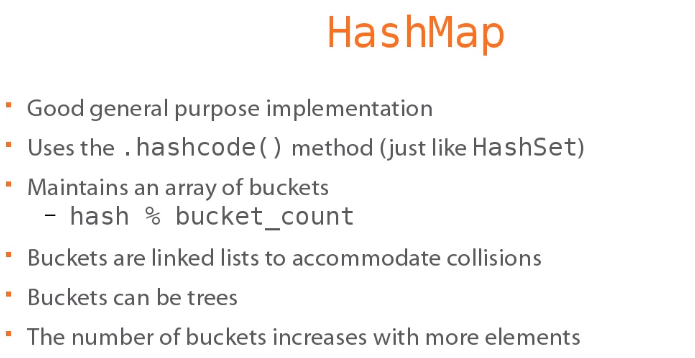 HashMap
Good general purpose implementation
Uses the .hashcode() method (just like HashSet)
Maintains an array of buckets
– hash % bucket_count
Buckets are linked lists to accommodate collisions
Buckets can be trees
The number of buckets increases with more elements